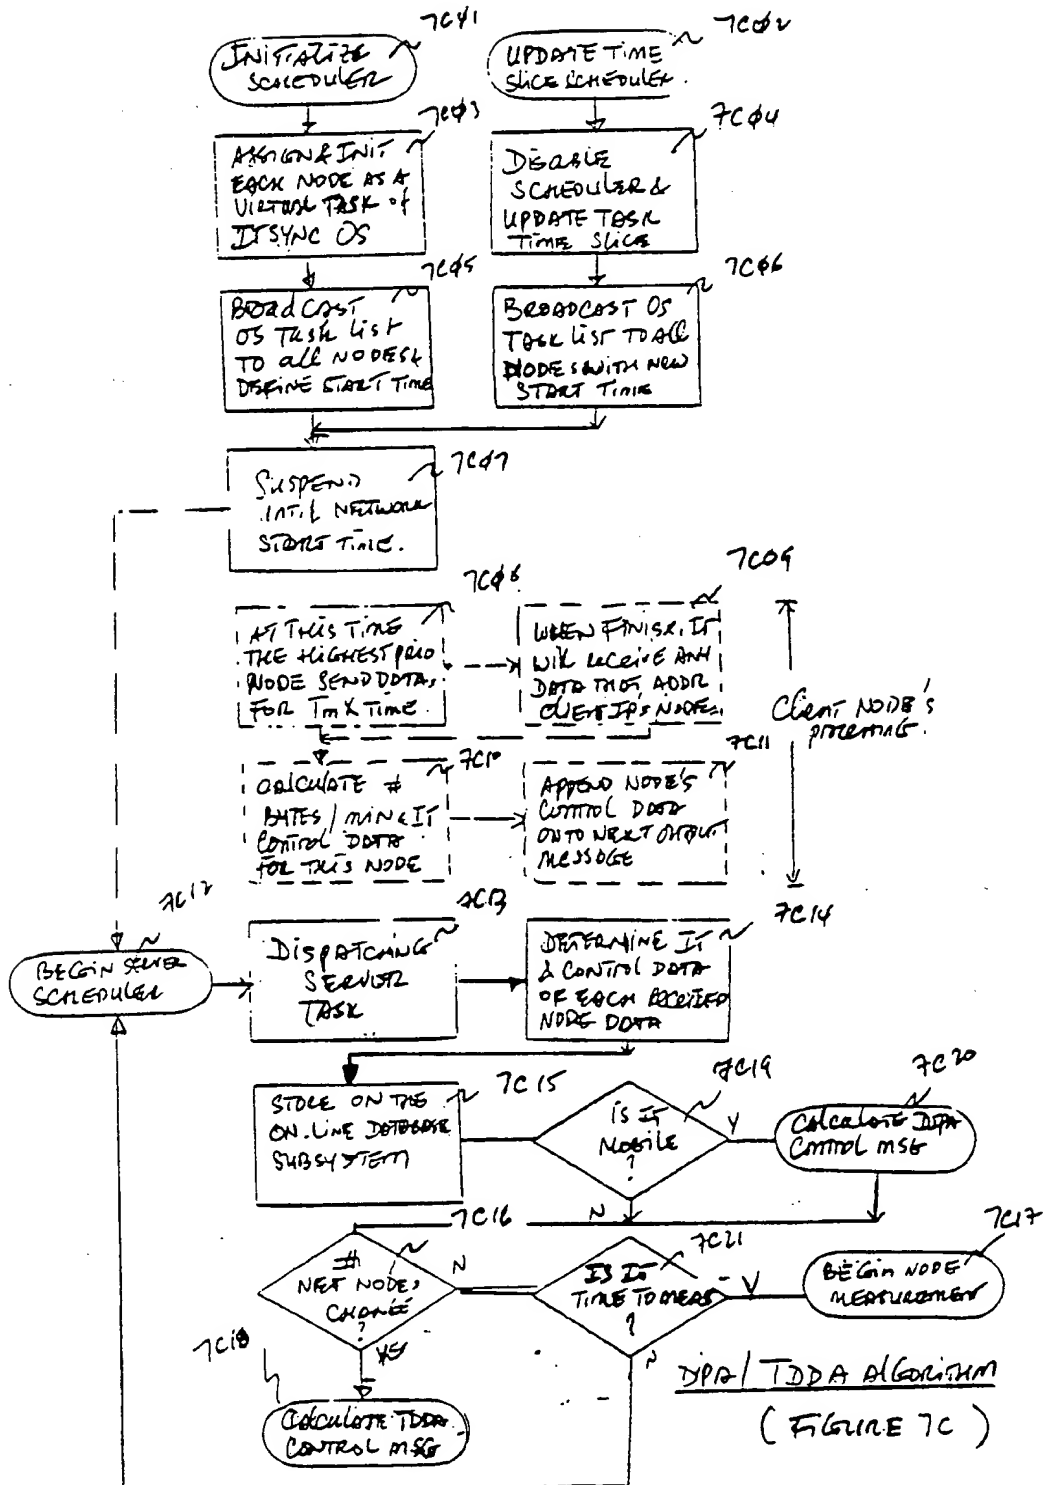 7C01
INITIALIZE
SCHEDULER
7C02
UPDATE TIME
SLICE SCHEDULER
7C03
ASSIGN & INIT
EACH NODE AS A
VIRTUAL TASK OF
ITSYNC OS
7C04
DISABLE
SCHEDULER &
UPDATE TASK
TIME SLICE
7C05
BROADCAST
OS TASK LIST
TO ALL NODES &
DEFINE START TIME
7C06
BROADCAST OS
TASK LIST TO ALL
NODES WITH NEW
START TIME
7C07
SUSPEND
UNTIL NETWORK
START TIME.
7C08
AT THIS TIME
THE HIGHEST PRIO
NODE SEND DATA,
FOR TMX TIME.
7C09
WHEN FINISH, IT
WIL RECEIVE ANY
DATA THAT ADDR
CLIENT IP'S NODE.
CLIENT NODE'S
PROCESSING.
7C10
CALCULATE #
BYTES / MIN & IT
CONTROL DATA
FOR THIS NODE
7C11
APPEND NODE'S
CONTROL DATA
ONTO NEXT OUTPUT
MESSAGE
7C12
BEGIN SERVER
SCHEDULER
7C13
DISPATCHING
SERVER
TASK
7C14
DETERMINE IT
& CONTROL DATA
OF EACH RECEIVED
NODE DATA
7C15
STORE ON THE
ON-LINE DATABASE
SUBSYSTEM
7C19
IS IT
MOBILE
?
Y
N
7C20
CALCULATE DIPA
CONTROL MSG
7C16
#
NET NODES
CHANGE
?
N
YES
7C21
IS IT
TIME TO MEAS
?
Y
N
7C17
BEGIN NODE
MEASUREMENT
7C18
CALCULATE TDDA
CONTROL MSG
DIPA / TDDA ALGORITHM
( FIGURE 7C )